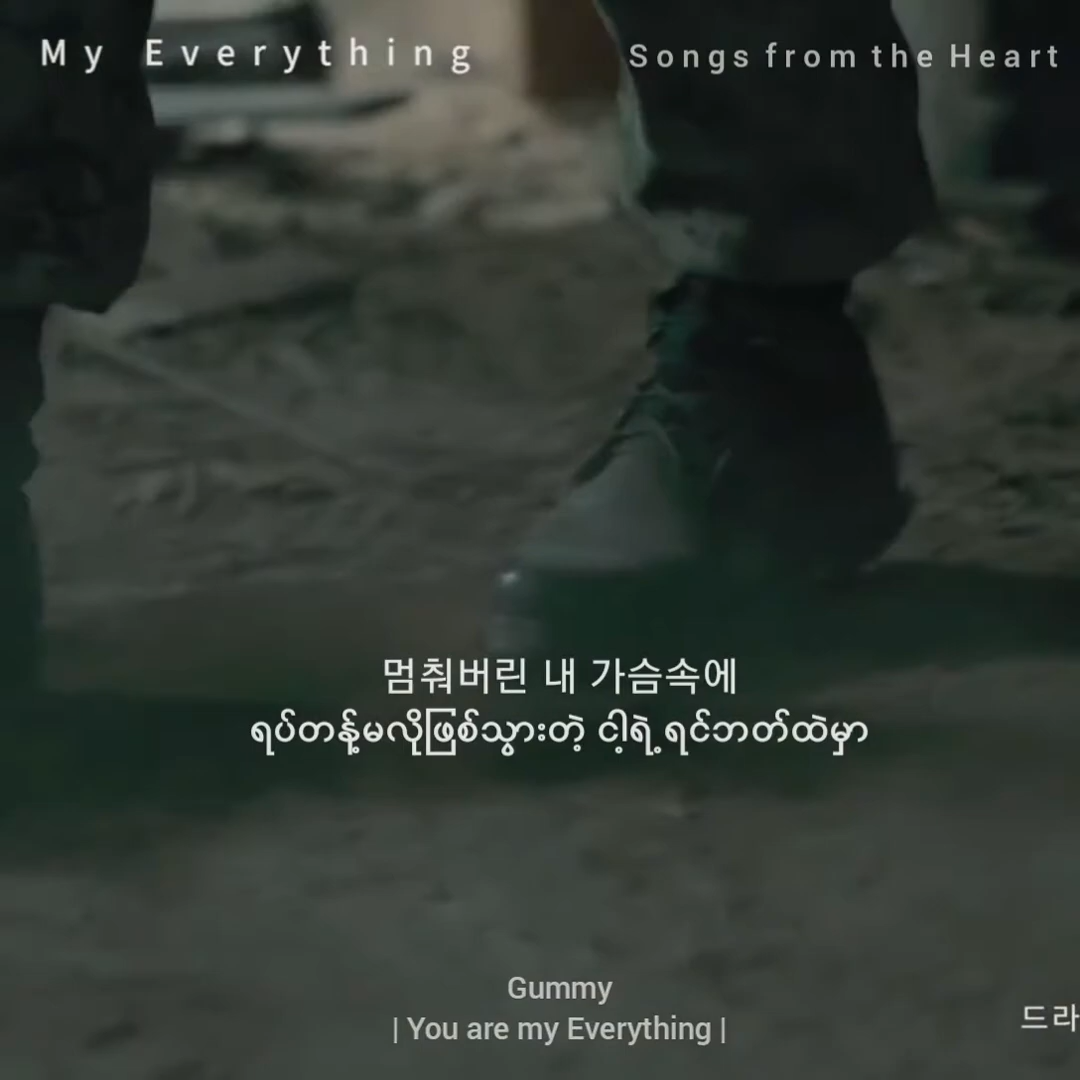 My Everything
Songs from the Heart
멈춰버린 내 가슴속에
ရပ်တန့်မလိုဖြစ်သွားတဲ့ ငါ့ရဲ့ရင်ဘတ်ထဲမှာ
Gummy
| You are my Everything |
드라